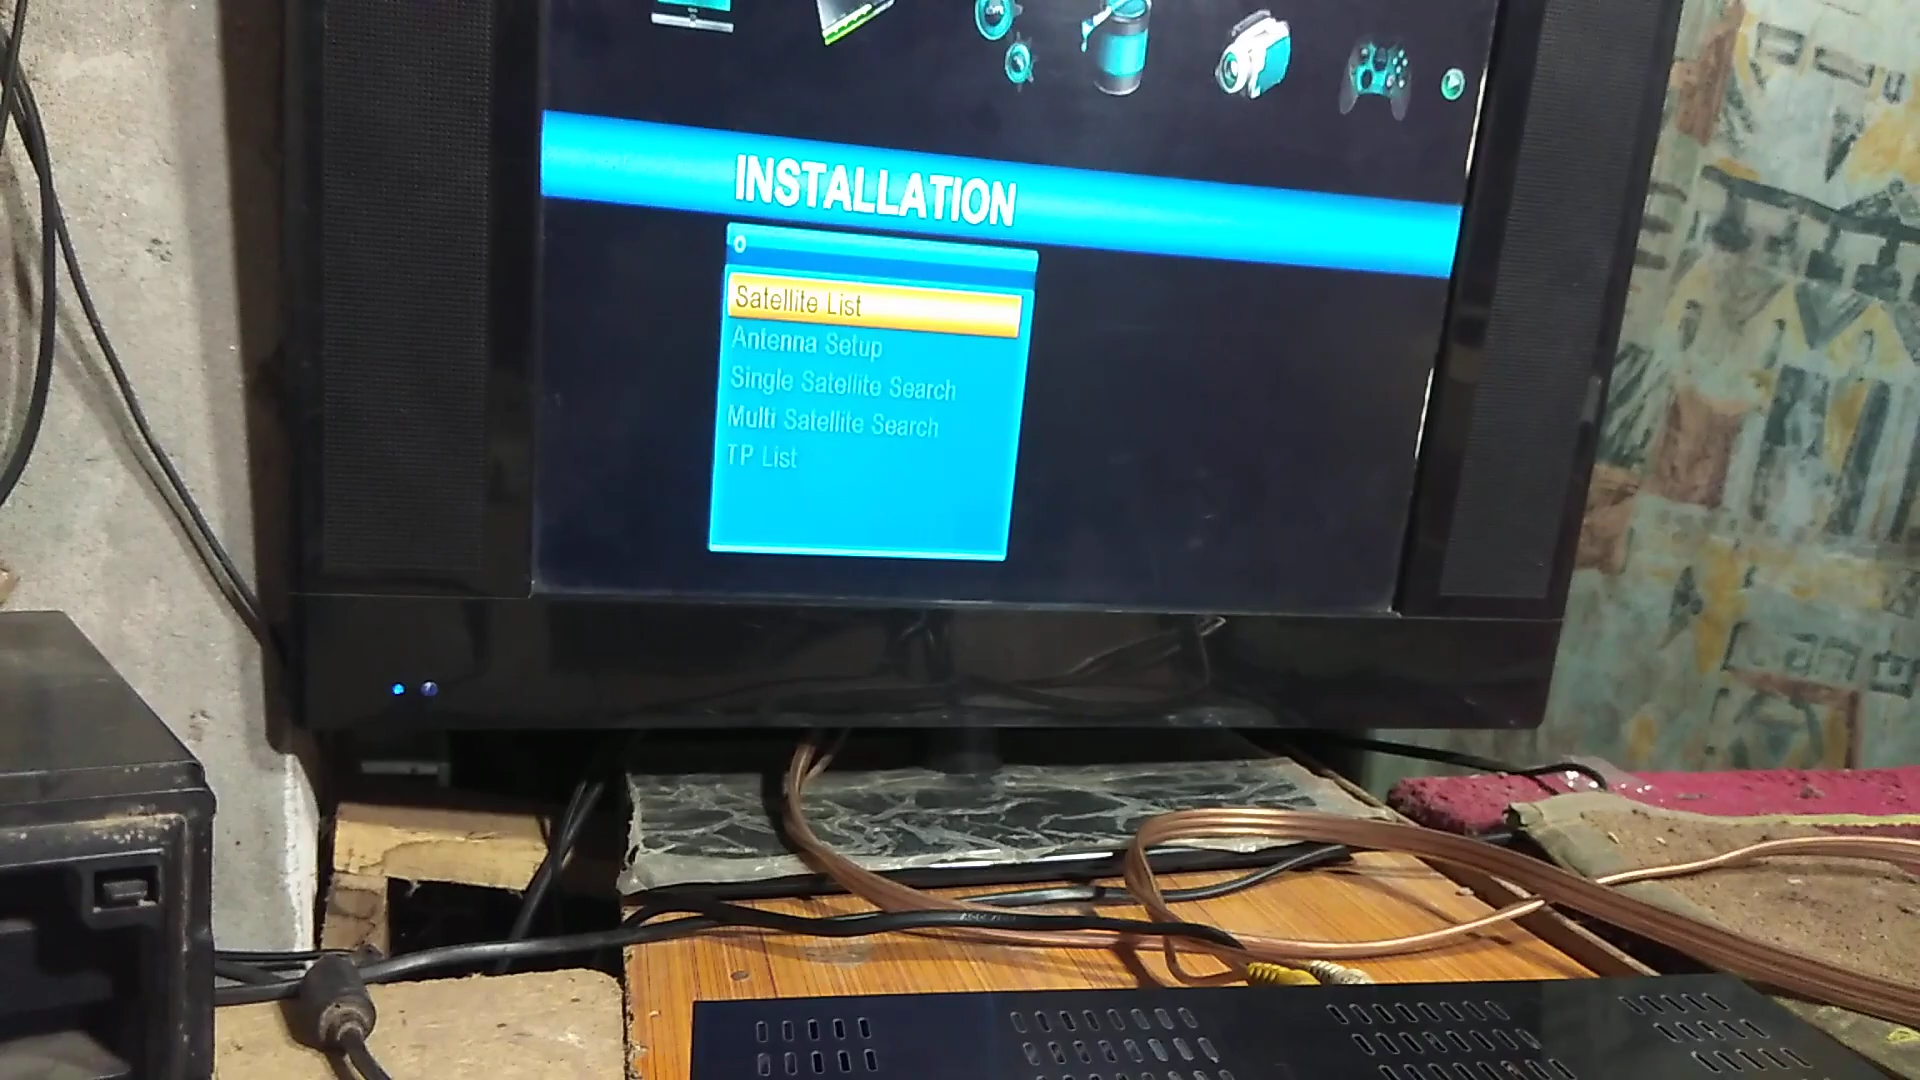 INSTALLATION
Satellite List
Antenna Setup
Single Satellite Search
Multi Satellite Search
TP List